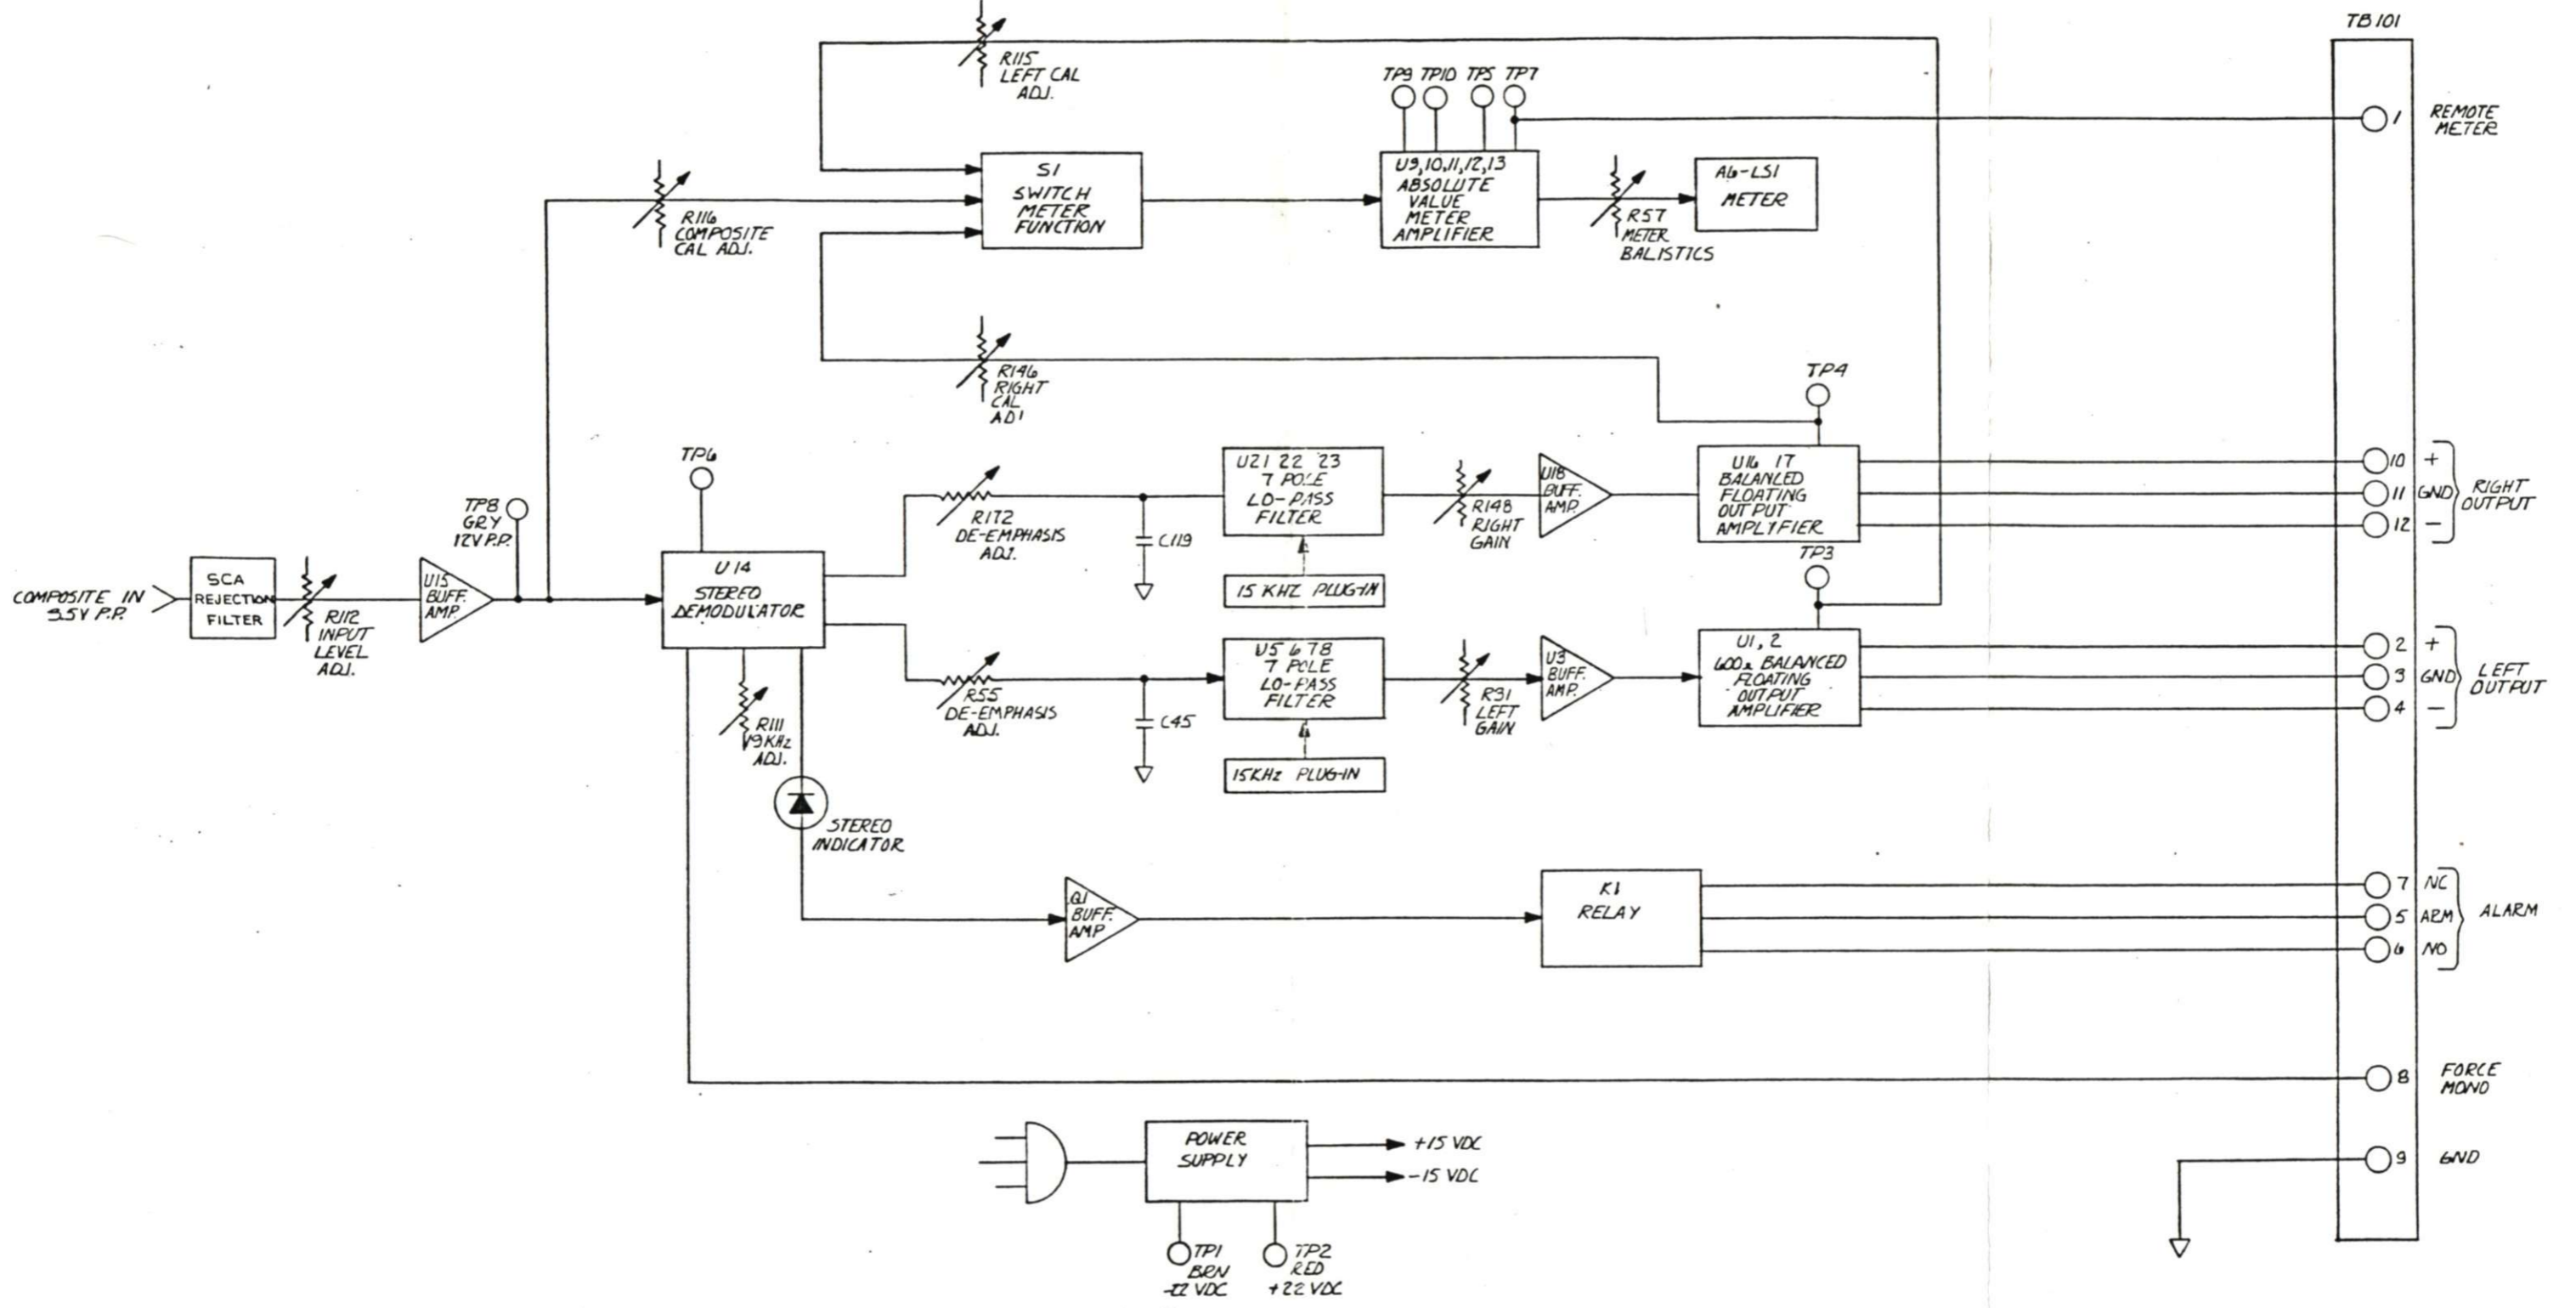 TB101
R115
LEFT CAL
ADJ.
TP9 TP10 TP5 TP7
1 REMOTE
METER
S1
SWITCH
METER
FUNCTION
U9,10,11,12,13
ABSOLUTE
VALUE
METER
AMPLIFIER
A6-LS1
METER
R116
COMPOSITE
CAL ADJ.
R57
METER
BALISTICS
R146
RIGHT
CAL
AD
TP4
TP6
TP8
GRY
12V P.P.
U21 22 23
7 POLE
LO-PASS
FILTER
R172
DE-EMPHASIS
ADJ.
C119
R148
RIGHT
GAIN
U18
BUFF.
AMP.
U16 17
BALANCED
FLOATING
OUTPUT
AMPLYFIER
10 +
11 GND
12 -
RIGHT
OUTPUT
15 KHZ PLUG-IN
TP3
COMPOSITE IN
3.5V P.P.
SCA
REJECTION
FILTER
R112
INPUT
LEVEL
ADJ.
U15
BUFF.
AMP.
U14
STEREO
DEMODULATOR
R111
19KHz
ADJ.
R55
DE-EMPHASIS
ADJ.
C45
U5 6 7 8
7 POLE
LO-PASS
FILTER
15KHz PLUG-IN
R31
LEFT
GAIN
U3
BUFF.
AMP.
U1, 2
600Ω BALANCED
FLOATING
OUTPUT
AMPLIFIER
2 +
3 GND
4 -
LEFT
OUTPUT
STEREO
INDICATOR
Q1
BUFF.
AMP
K1
RELAY
7 NC
5 ARM
6 NO
ALARM
8 FORCE
MONO
POWER
SUPPLY
+15 VDC
-15 VDC
9 GND
TP1
BRN
-22 VDC
TP2
RED
+22 VDC